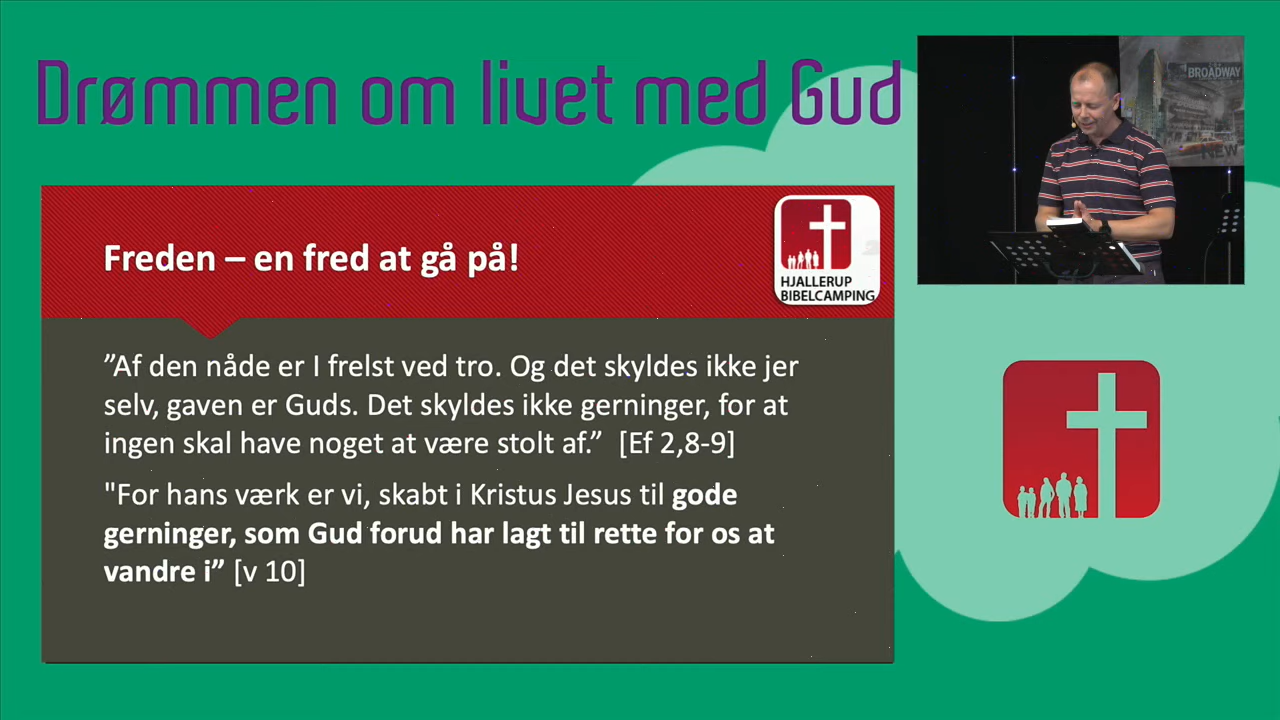 Drømmen om livet med Gud
BROADWAY
NEW
Freden – en fred at gå på!
HJALLERUP
BIBELCAMPING
”Af den nåde er I frelst ved tro. Og det skyldes ikke jer
selv, gaven er Guds. Det skyldes ikke gerninger, for at
ingen skal have noget at være stolt af.” [Ef 2,8-9]
"For hans værk er vi, skabt i Kristus Jesus til gode
gerninger, som Gud forud har lagt til rette for os at
vandre i” [v 10]